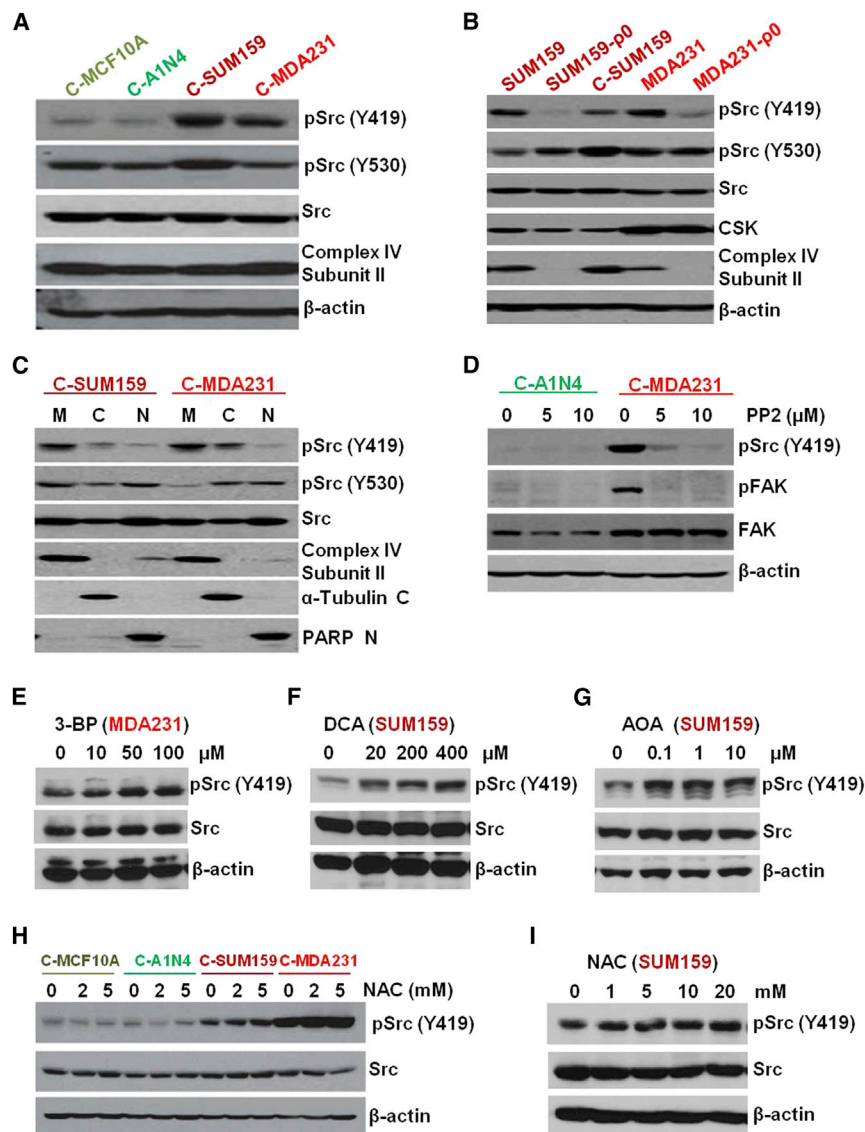 A
C-MCF10A C-A1N4 C-SUM159 C-MDA231
pSrc (Y419)
pSrc (Y530)
Src
Complex IV
Subunit II
β-actin
B
SUM159 SUM159-p0 C-SUM159 MDA231 MDA231-p0
pSrc (Y419)
pSrc (Y530)
Src
CSK
Complex IV
Subunit II
β-actin
C
C-SUM159 C-MDA231
M C N M C N
pSrc (Y419)
pSrc (Y530)
Src
Complex IV
Subunit II
α-Tubulin C
PARP N
D
C-A1N4 C-MDA231
0 5 10 0 5 10 PP2 (μM)
pSrc (Y419)
pFAK
FAK
β-actin
E
3-BP (MDA231)
0 10 50 100 μM
pSrc (Y419)
Src
β-actin
F
DCA (SUM159)
0 20 200 400 μM
pSrc (Y419)
Src
β-actin
G
AOA (SUM159)
0 0.1 1 10 μM
pSrc (Y419)
Src
β-actin
H
C-MCF10A C-A1N4 C-SUM159 C-MDA231
0 2 5 0 2 5 0 2 5 0 2 5 NAC (mM)
pSrc (Y419)
Src
β-actin
I
NAC (SUM159)
0 1 5 10 20 mM
pSrc (Y419)
Src
β-actin